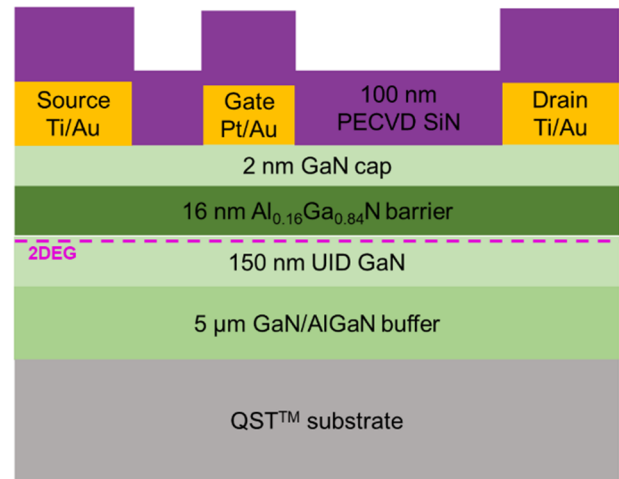 Source
Ti/Au
Gate
Pt/Au
100 nm
PECVD SiN
Drain
Ti/Au
2 nm GaN cap
16 nm Al₀.₁₆Ga₀.₈₄N barrier
2DEG
150 nm UID GaN
5 μm GaN/AlGaN buffer
QST™ substrate